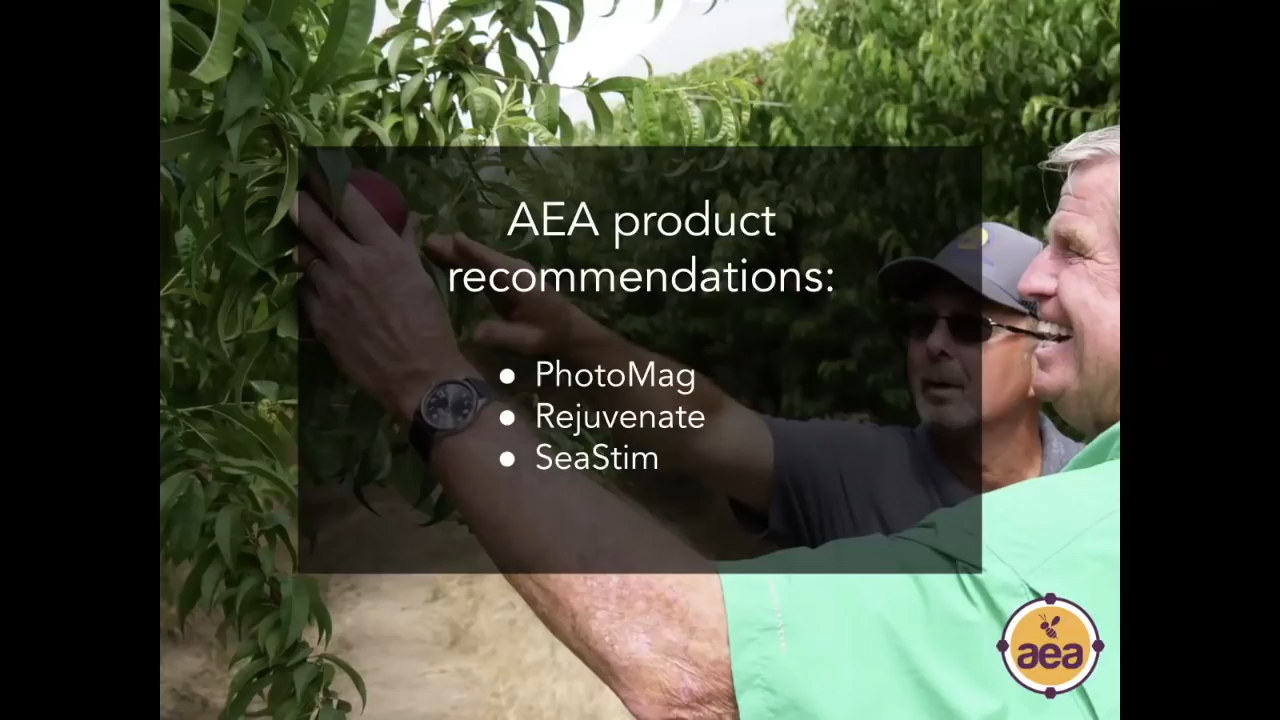 AEA product
recommendations:
● PhotoMag
● Rejuvenate
● SeaStim
aea